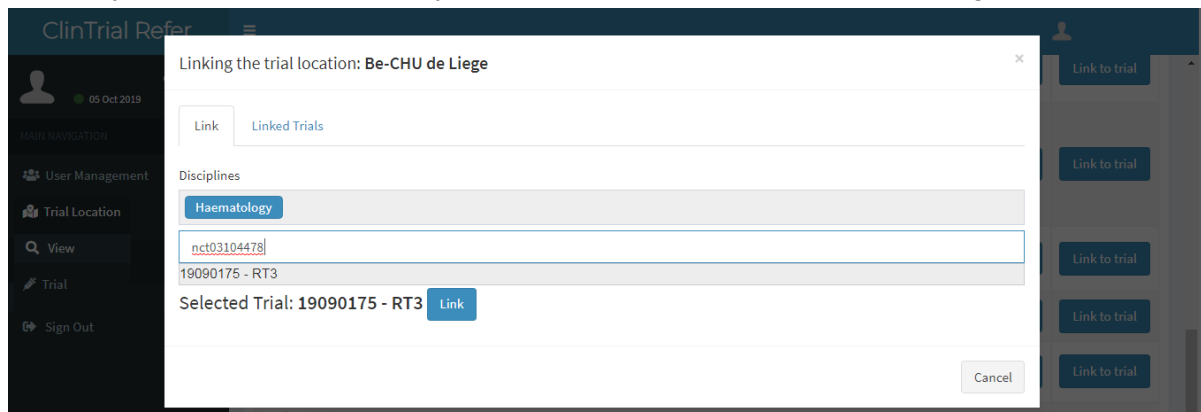 ClinTrial Refer
Linking the trial location: Be-CHU de Liege
×
Link to trial
05 Oct 2019
Link
Linked Trials
MAIN NAVIGATION
User Management
Disciplines
Link to trial
Trial Location
Haematology
View
nct03104478
Link to trial
19090175 - RT3
Trial
Selected Trial: 19090175 - RT3
Link
Sign Out
Link to trial
Cancel
Link to trial